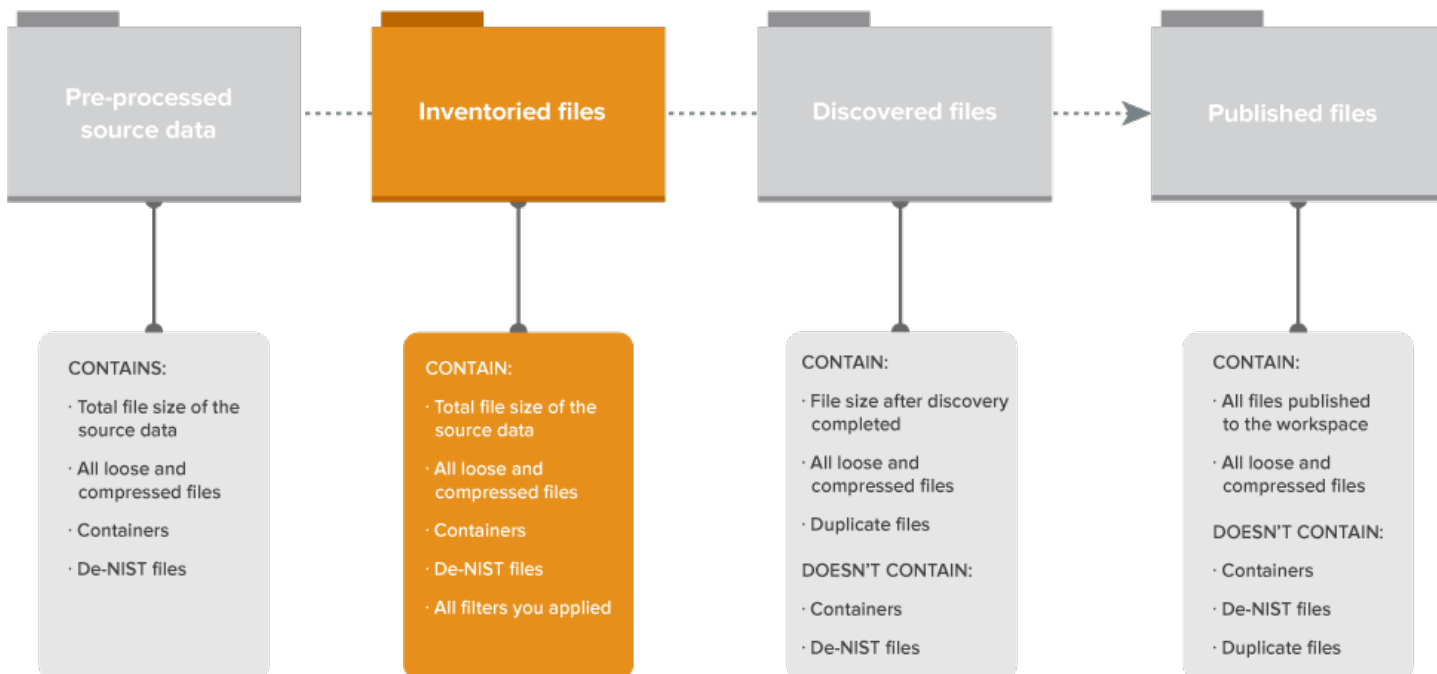 Pre-processed
source data
Inventoried files
Discovered files
Published files
CONTAINS:
· Total file size of the
source data
· All loose and
compressed files
· Containers
· De-NIST files
CONTAIN:
· Total file size of the
source data
· All loose and
compressed files
· Containers
· De-NIST files
· All filters you applied
CONTAIN:
· File size after discovery
completed
· All loose and
compressed files
· Duplicate files
DOESN'T CONTAIN:
· Containers
· De-NIST files
CONTAIN:
· All files published
to the workspace
· All loose and
compressed files
DOESN'T CONTAIN:
· Containers
· De-NIST files
· Duplicate files